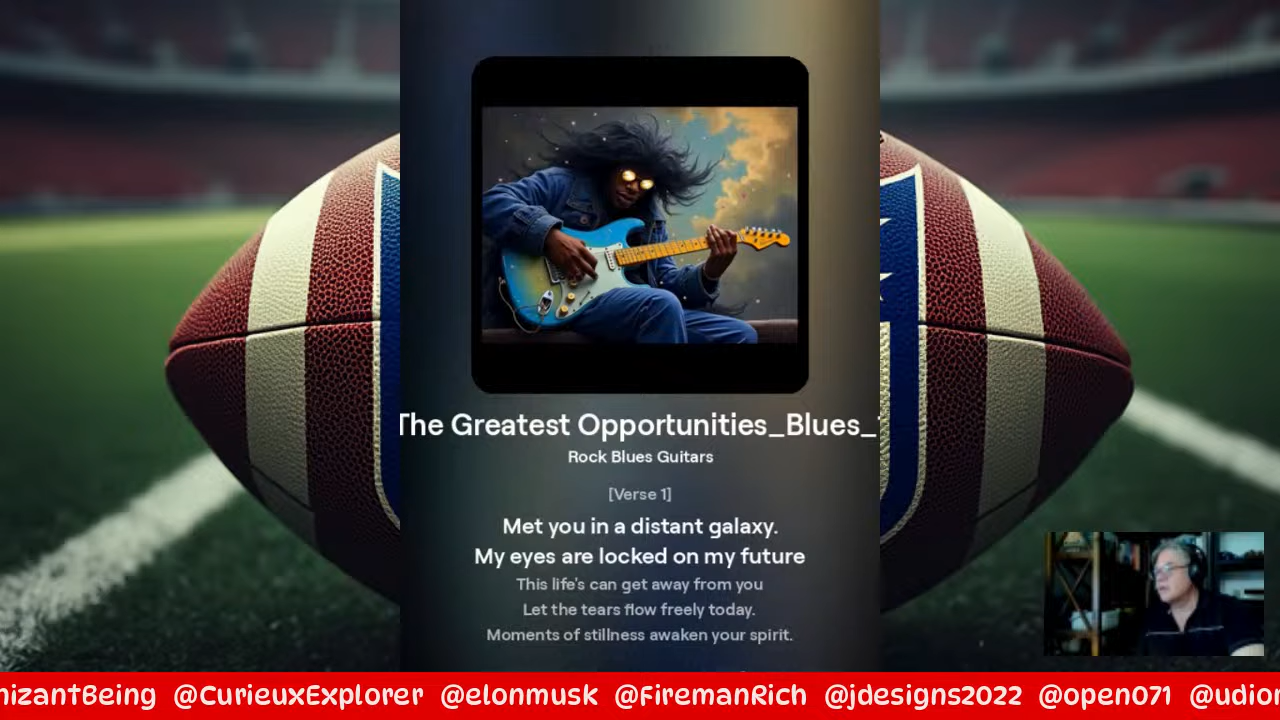 The Greatest Opportunities_Blues_
Rock Blues Guitars
[Verse 1]
Met you in a distant galaxy.
My eyes are locked on my future
This life's can get away from you
Let the tears flow freely today.
Moments of stillness awaken your spirit.
nizantBeing @CurieuxExplorer @elonmusk @FiremanRich @jdesigns2022 @open071 @udio